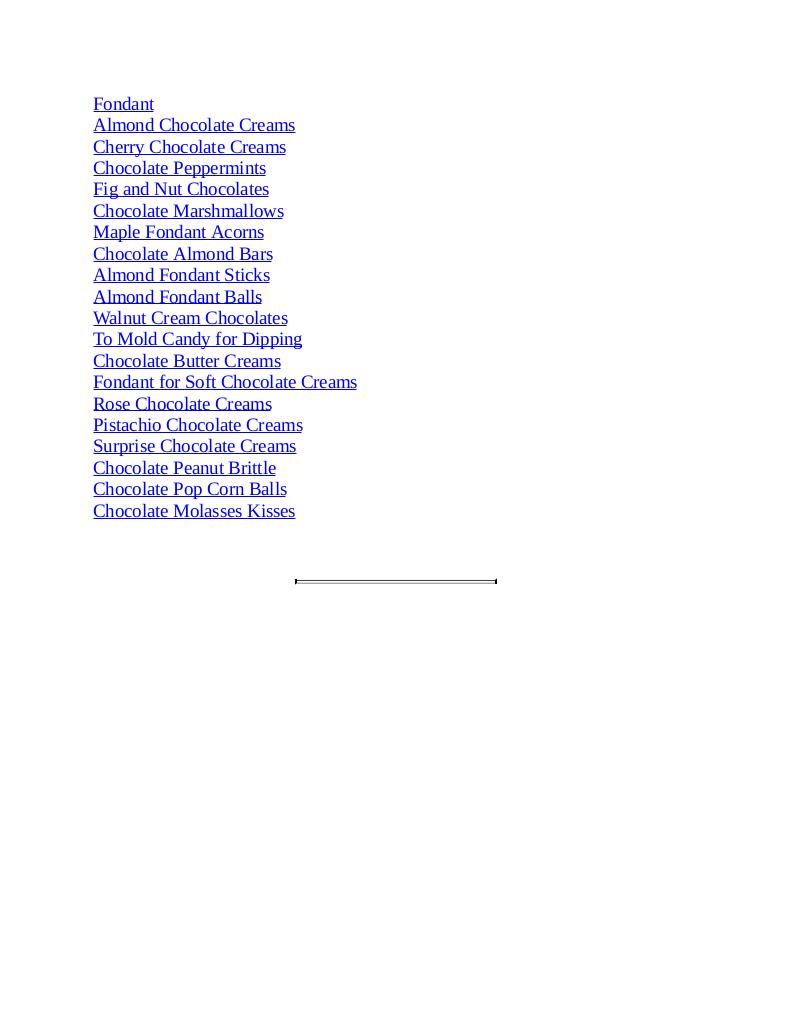 Fondant
Almond Chocolate Creams
Cherry Chocolate Creams
Chocolate Peppermints
Fig and Nut Chocolates
Chocolate Marshmallows
Maple Fondant Acorns
Chocolate Almond Bars
Almond Fondant Sticks
Almond Fondant Balls
Walnut Cream Chocolates
To Mold Candy for Dipping
Chocolate Butter Creams
Fondant for Soft Chocolate Creams
Rose Chocolate Creams
Pistachio Chocolate Creams
Surprise Chocolate Creams
Chocolate Peanut Brittle
Chocolate Pop Corn Balls
Chocolate Molasses Kisses